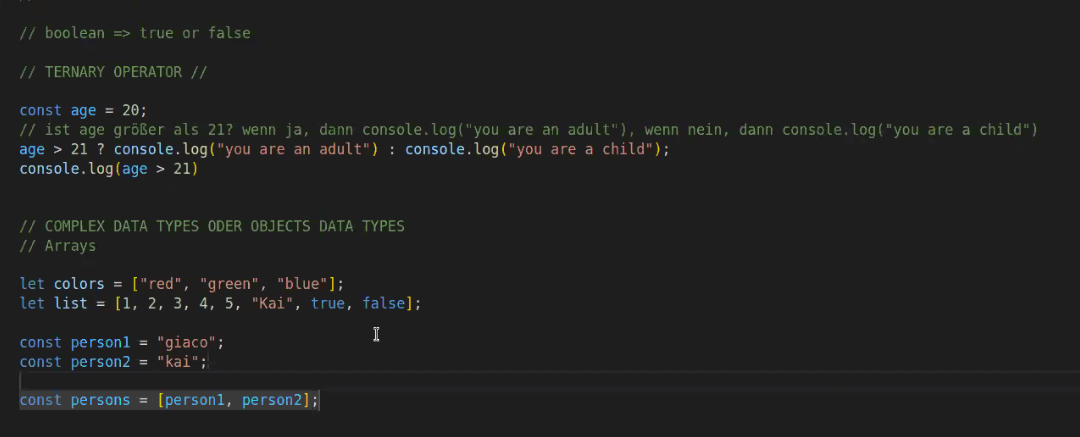 // boolean => true or false
// TERNARY OPERATOR //
const age = 20;
// ist age größer als 21? wenn ja, dann console.log("you are an adult"), wenn nein, dann console.log("you are a child")
age > 21 ? console.log("you are an adult") : console.log("you are a child");
console.log(age > 21)
// COMPLEX DATA TYPES ODER OBJECTS DATA TYPES
// Arrays
let colors = ["red", "green", "blue"];
let list = [1, 2, 3, 4, 5, "Kai", true, false];
const person1 = "giaco";
const person2 = "kai";
const persons = [person1, person2];